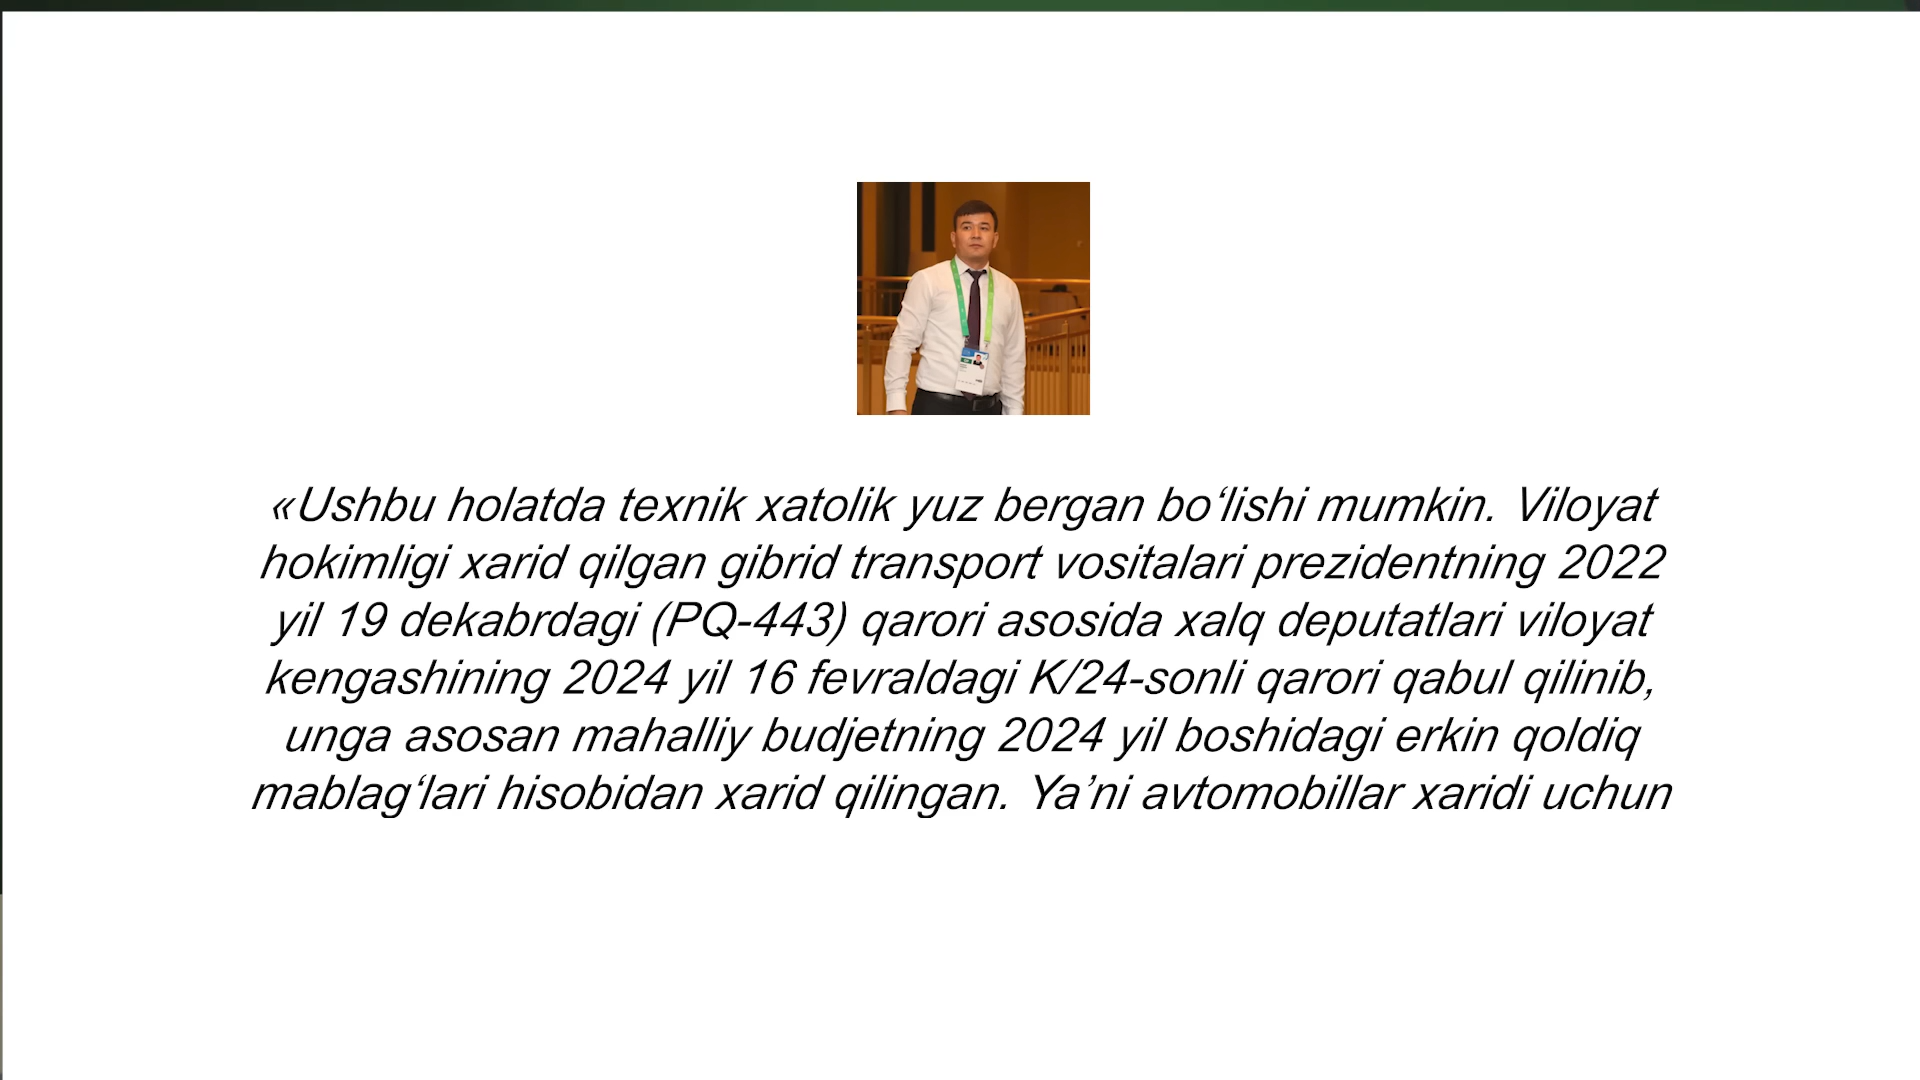 «Ushbu holatda texnik xatolik yuz bergan bo‘lishi mumkin. Viloyat
hokimligi xarid qilgan gibrid transport vositalari prezidentning 2022
yil 19 dekabrdagi (PQ-443) qarori asosida xalq deputatlari viloyat
kengashining 2024 yil 16 fevraldagi K/24-sonli qarori qabul qilinib,
unga asosan mahalliy budjetning 2024 yil boshidagi erkin qoldiq
mablag‘lari hisobidan xarid qilingan. Ya’ni avtomobillar xaridi uchun